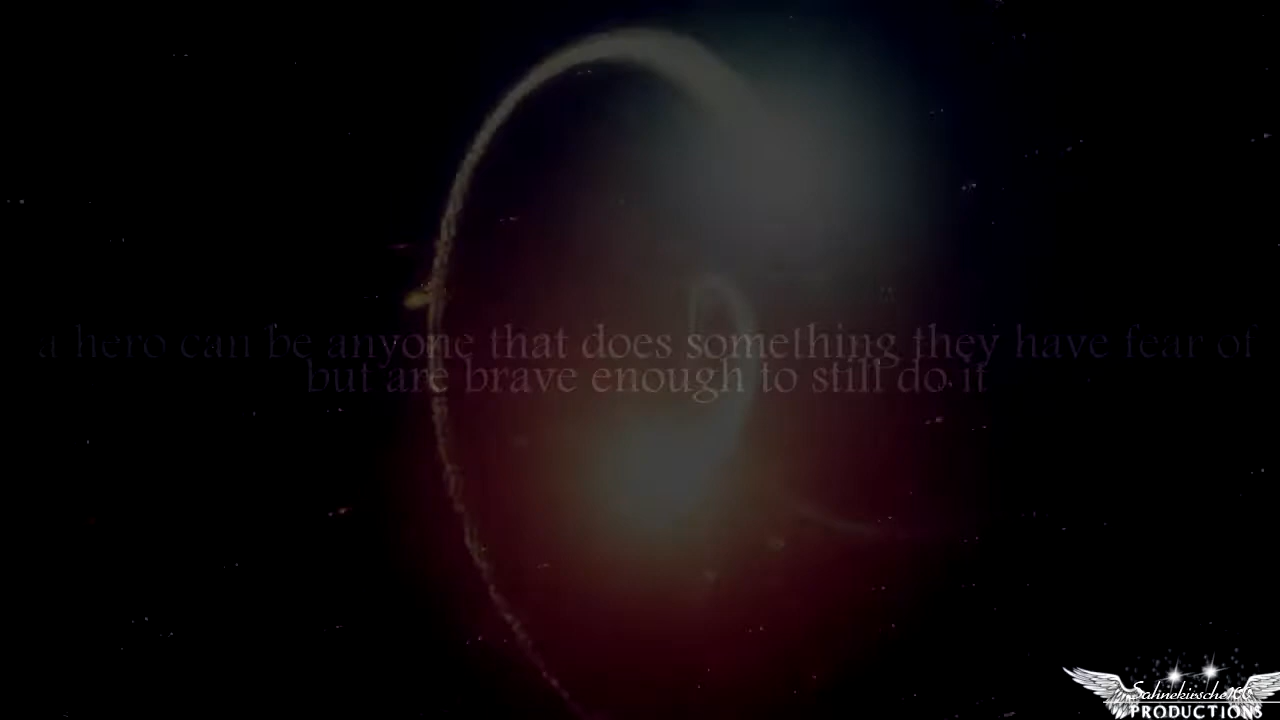 a hero can be anyone that does something they have fear of
but are brave enough to still do it
Sahnekirsche166
PRODUCTIONS